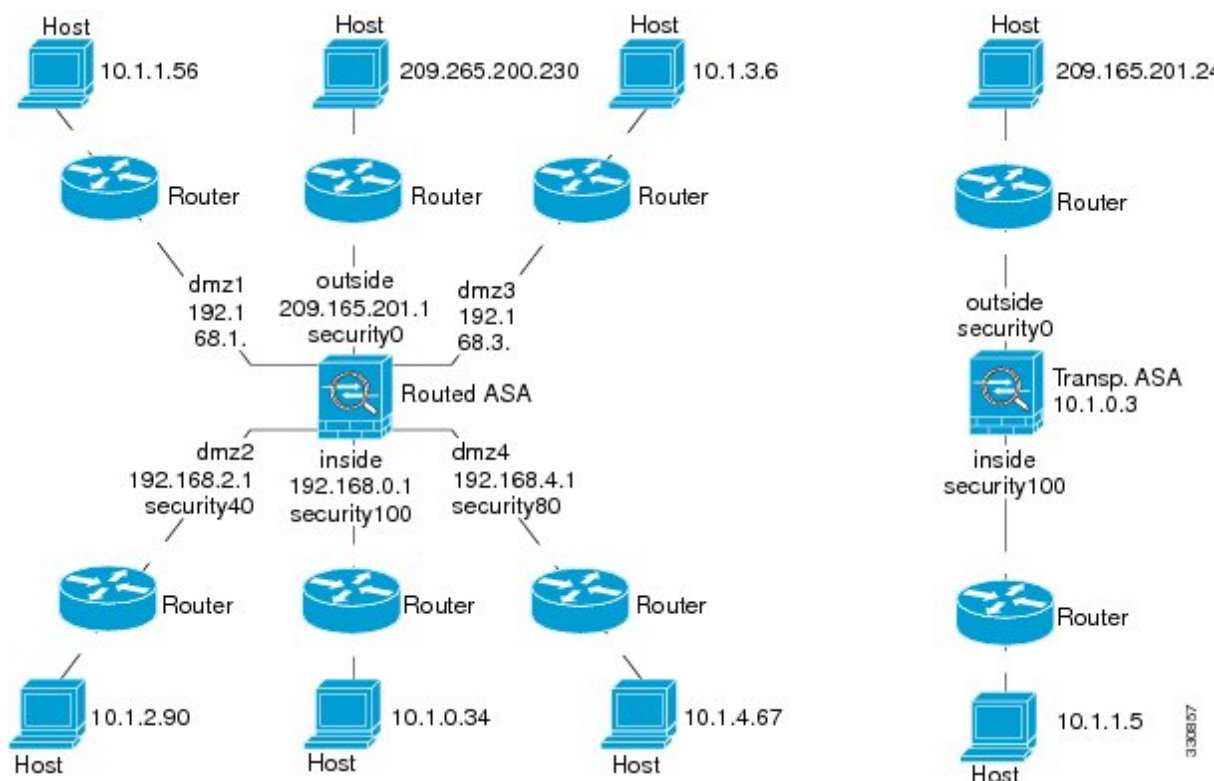 Host
10.1.1.56
Host
209.265.200.230
Host
10.1.3.6
Host
209.165.201.24
Router
Router
Router
Router
dmz1
192.1
68.1.
outside
209.165.201.1
security0
dmz3
192.1
68.3.
outside
security0
Routed ASA
Transp. ASA
10.1.0.3
dmz2
192.168.2.1
security40
inside
192.168.0.1
security100
dmz4
192.168.4.1
security80
inside
security100
Router
Router
Router
Router
10.1.2.90
Host
10.1.0.34
Host
10.1.4.67
Host
10.1.1.5
Host
330857